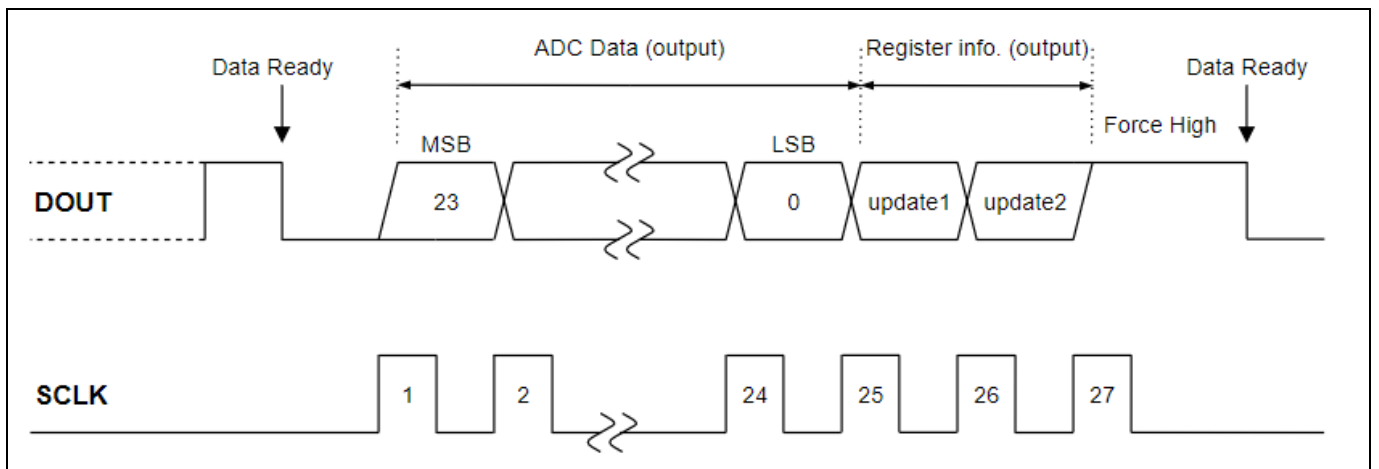 ADC Data (output)
Register info. (output)
Data Ready
Data Ready
Force High
MSB
LSB
DOUT
23
0
update1
update2
SCLK
1
2
24
25
26
27